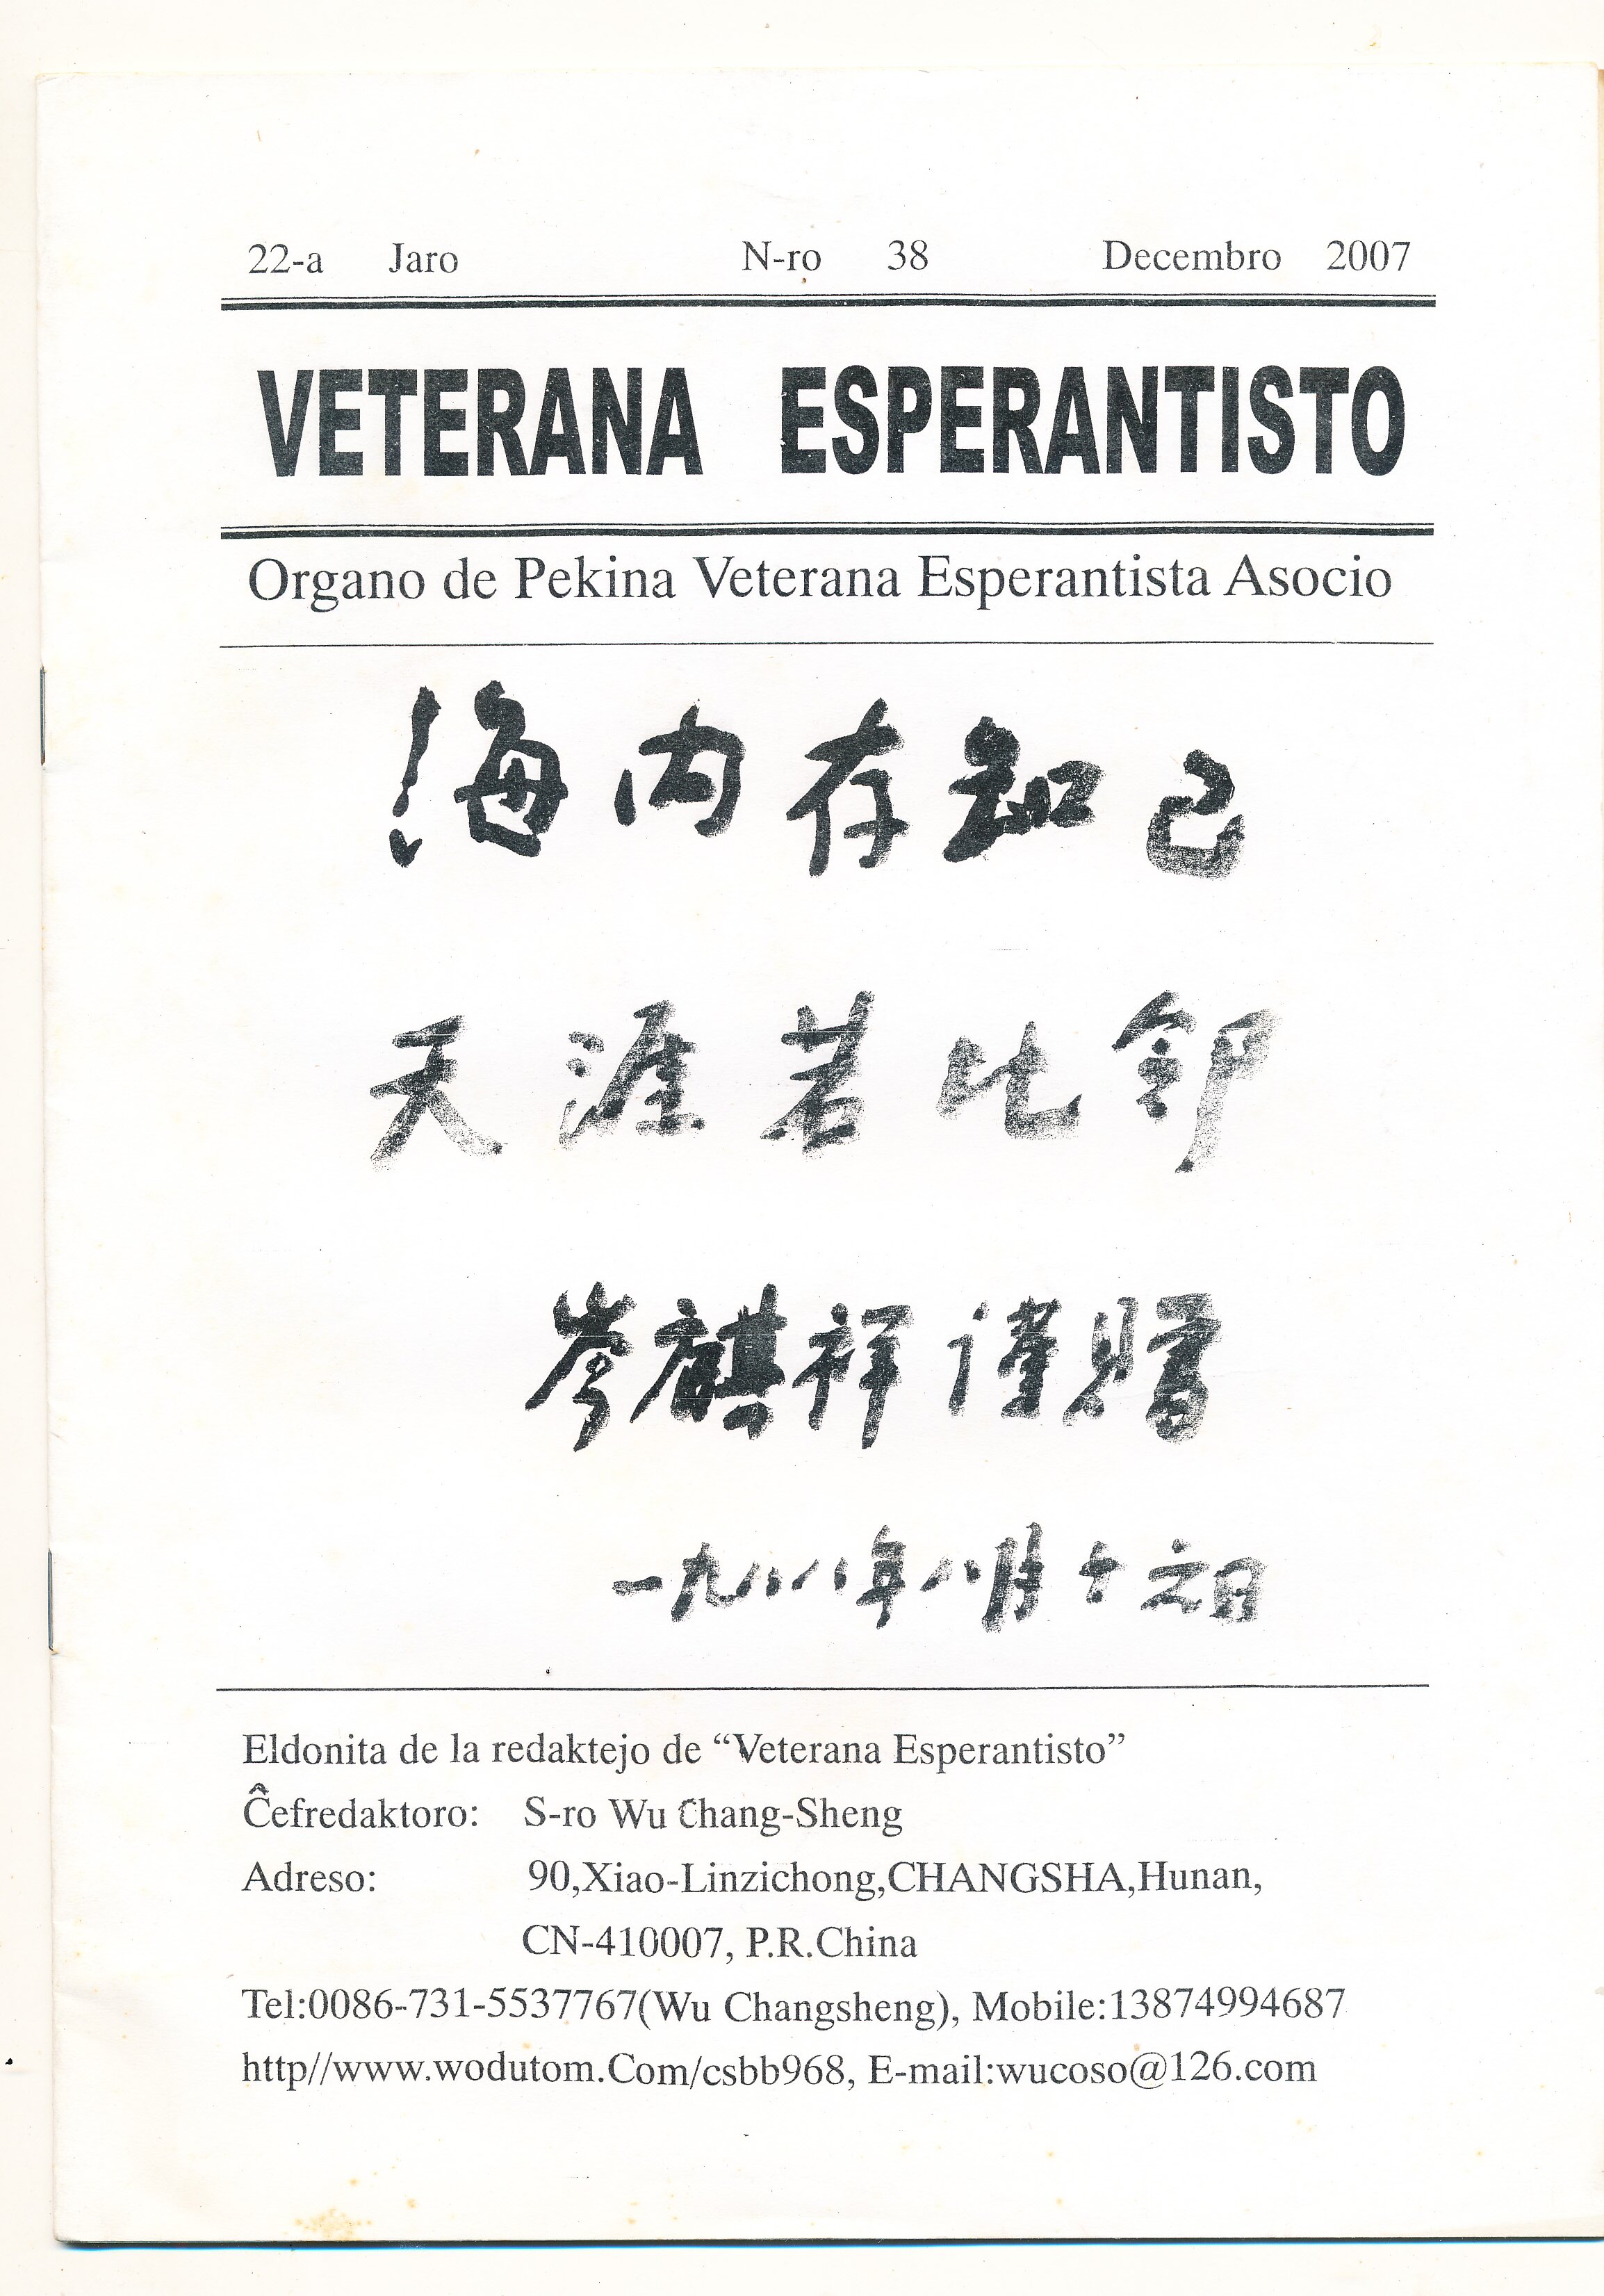 22-a Jaro N-ro 38 Decembro 2007
VETERANA ESPERANTISTO
Organo de Pekina Veterana Esperantista Asocio
海内存知己
天涯若比邻
岑麒祥谨赠
一九八八年八月十六日
Eldonita de la redaktejo de “Veterana Esperantisto”
Ĉefredaktoro: S-ro Wu Chang-Sheng
Adreso: 90,Xiao-Linzichong,CHANGSHA,Hunan,
CN-410007, P.R.China
Tel:0086-731-5537767(Wu Changsheng), Mobile:13874994687
http//www.wodutom.Com/csbb968, E-mail:wucoso@126.com